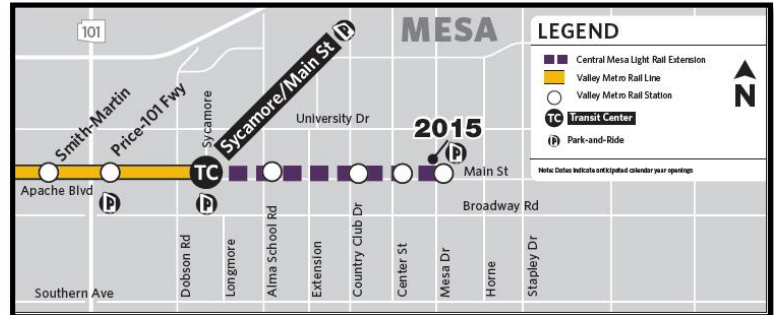 101
MESA
LEGEND
Central Mesa Light Rail Extension
Valley Metro Rail Line
Valley Metro Rail Station
TC Transit Center
P Park-and-Ride
N
Note: Dates indicate anticipated calendar year openings
Smith-Martin
Price-101 Fwy
Sycamore
Sycamore/Main St P
University Dr
2015
P
TC
Main St
Apache Blvd
P
P
Broadway Rd
Dobson Rd
Longmore
Alma School Rd
Extension
Country Club Dr
Center St
Mesa Dr
Horne
Stapley Dr
Southern Ave